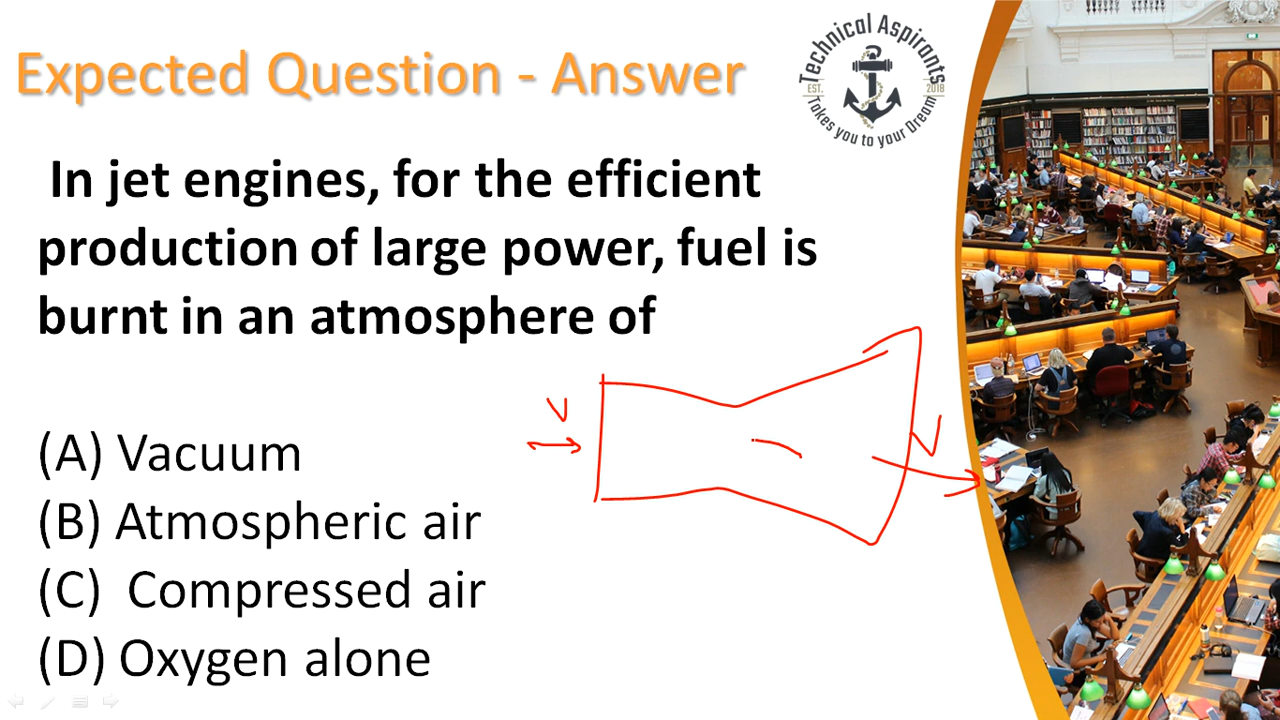 Expected Question - Answer
Technical Aspirants
EST. 2018
Takes you to your Dream
In jet engines, for the efficient
production of large power, fuel is
burnt in an atmosphere of
V
V
(A) Vacuum
(B) Atmospheric air
(C) Compressed air
(D) Oxygen alone